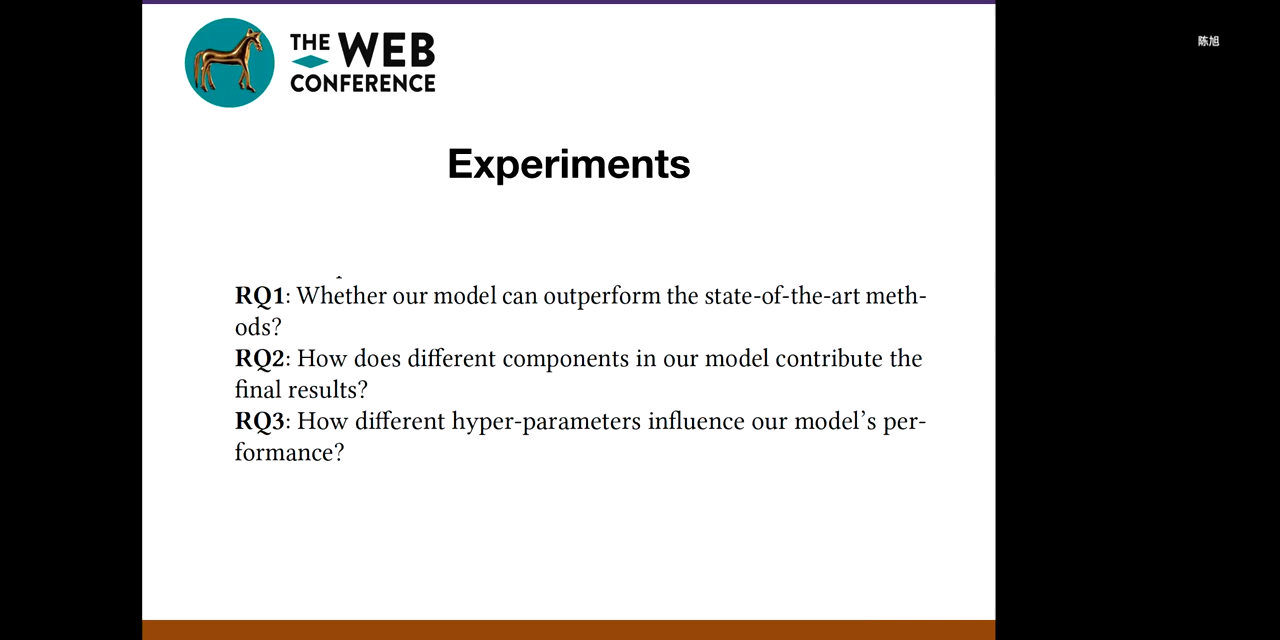 THE WEB
CONFERENCE
陈旭
Experiments
RQ1: Whether our model can outperform the state-of-the-art meth-
ods?
RQ2: How does different components in our model contribute the
final results?
RQ3: How different hyper-parameters influence our model's per-
formance?